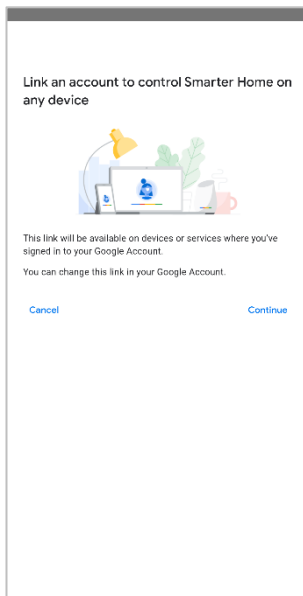 Link an account to control Smarter Home on
any device
This link will be available on devices or services where you've
signed in to your Google Account.
You can change this link in your Google Account.
Cancel
Continue